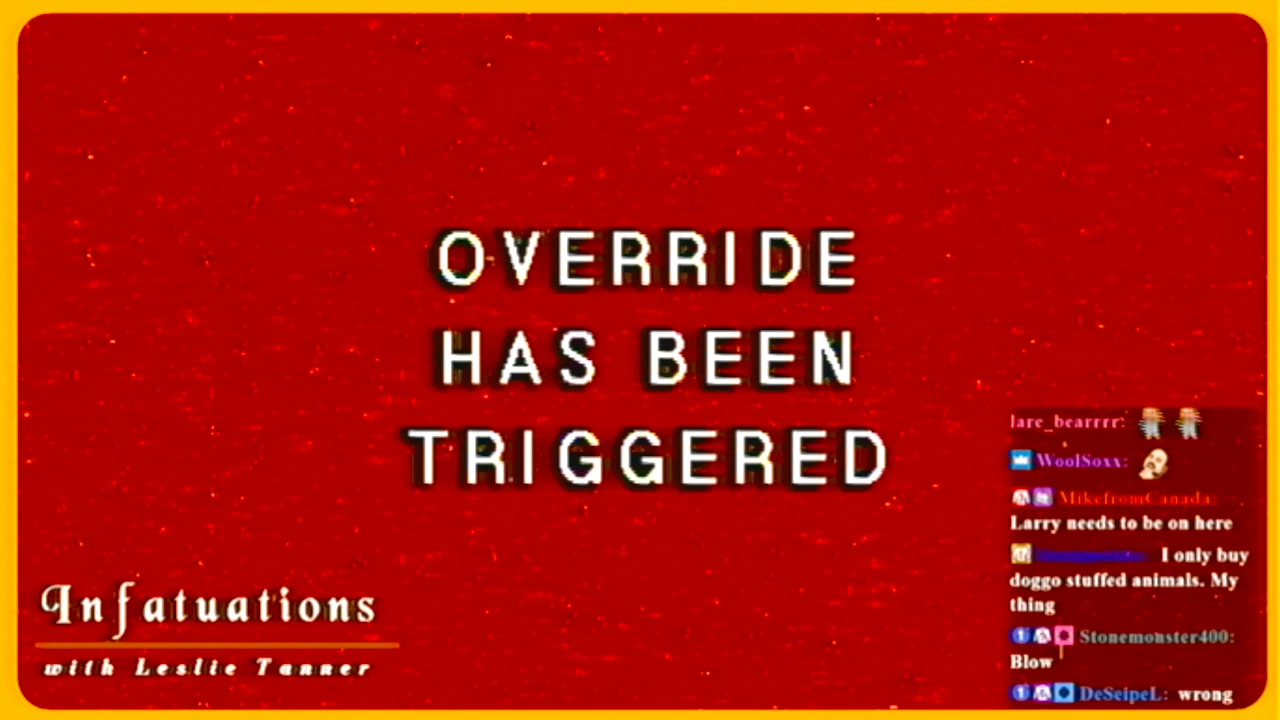 OVERRIDE
HAS BEEN
TRIGGERED
lare_bearrrr:
WoolSoxx:
MikefromCanada:
Larry needs to be on here
I only buy
doggo stuffed animals. My
thing
Stonemonster400:
Blow
DeSeipeL: wrong
Infatuations
with Leslie Tanner